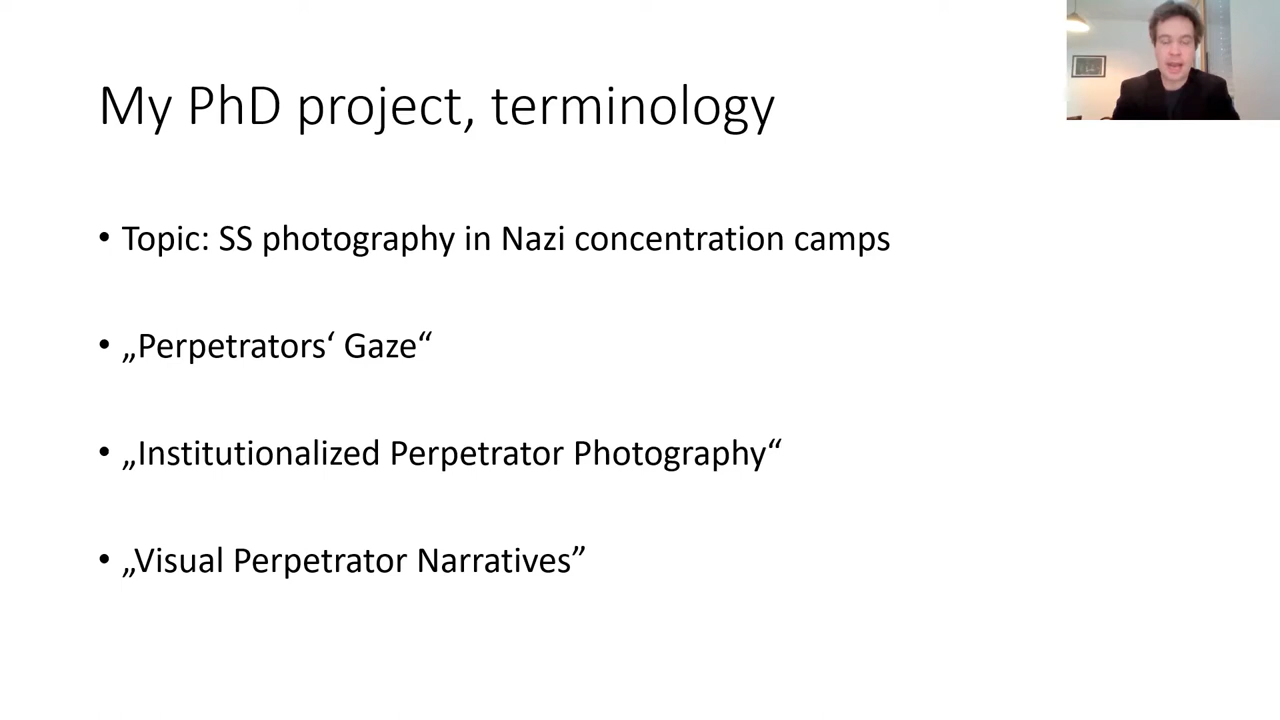 My PhD project, terminology
• Topic: SS photography in Nazi concentration camps
• „Perpetrators‘ Gaze“
• „Institutionalized Perpetrator Photography“
• „Visual Perpetrator Narratives”